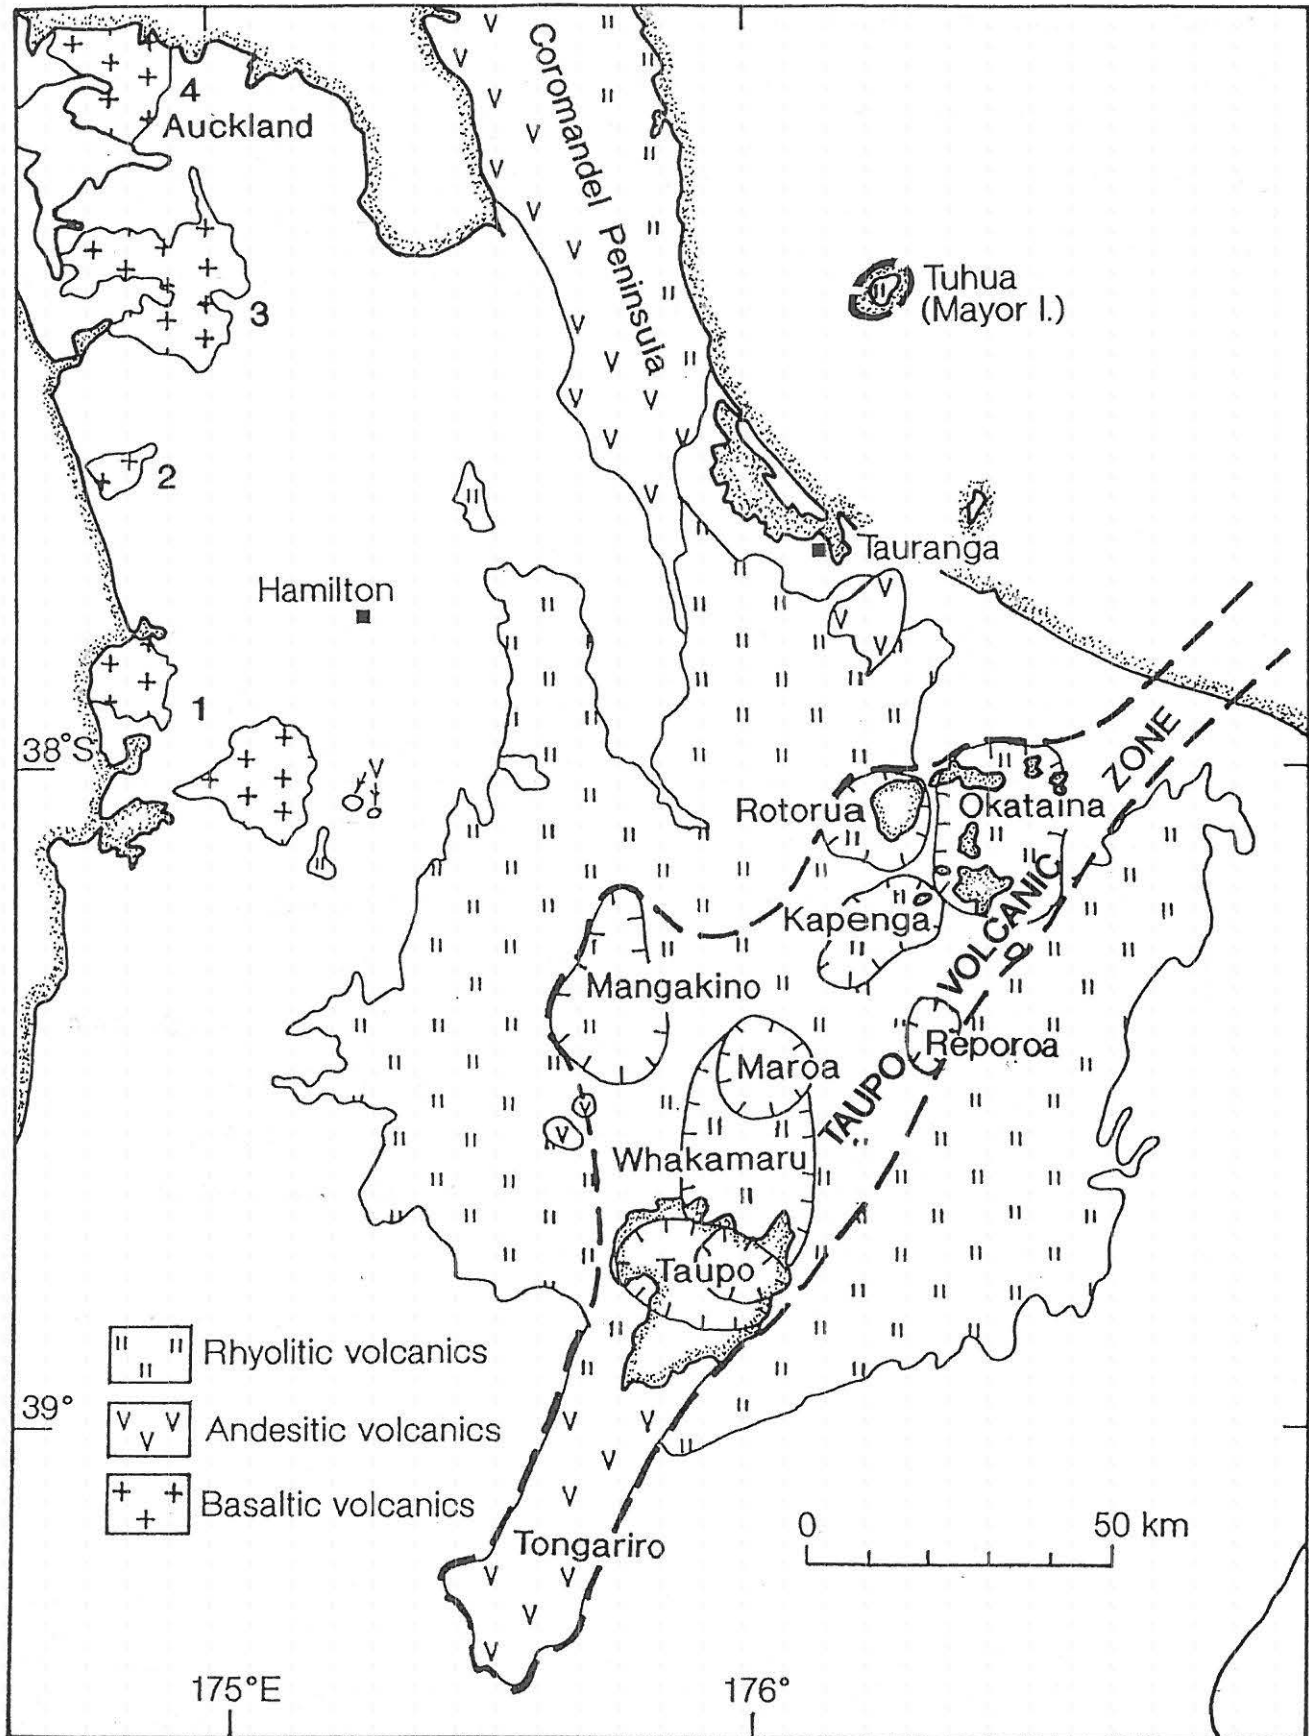 4
Auckland
Coromandel Peninsula
Tuhua
(Mayor I.)
3
2
Tauranga
Hamilton
1
38°S
ZONE
Rotorua
Okataina
Kapenga
VOLCANIC
Mangakino
Reporoa
Maroa
TAUPO
Whakamaru
Taupo
Rhyolitic volcanics
39°
Andesitic volcanics
Basaltic volcanics
0 50 km
Tongariro
175°E 176°